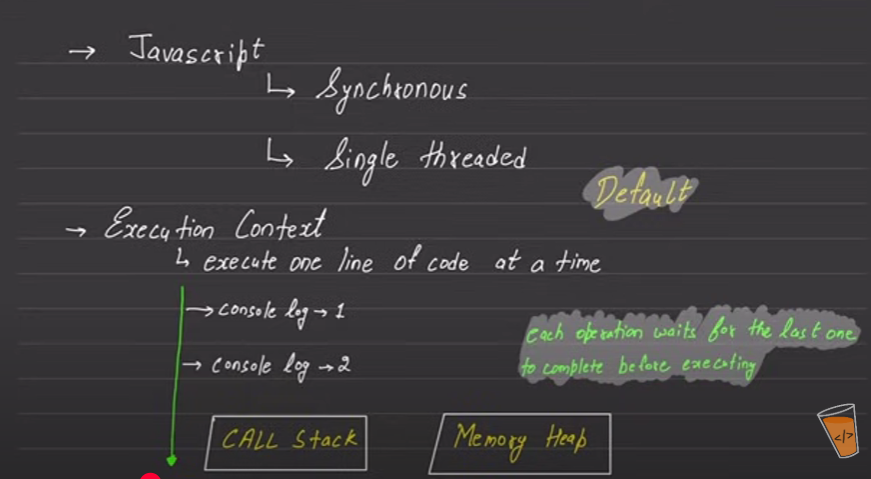 → Javascript
↳ Synchronous
↳ Single threaded
Default
→ Execution Context
↳ execute one line of code at a time
→ console log → 1
→ console log → 2
each operation waits for the last one
to complete before executing
CALL Stack
Memory Heap
</>